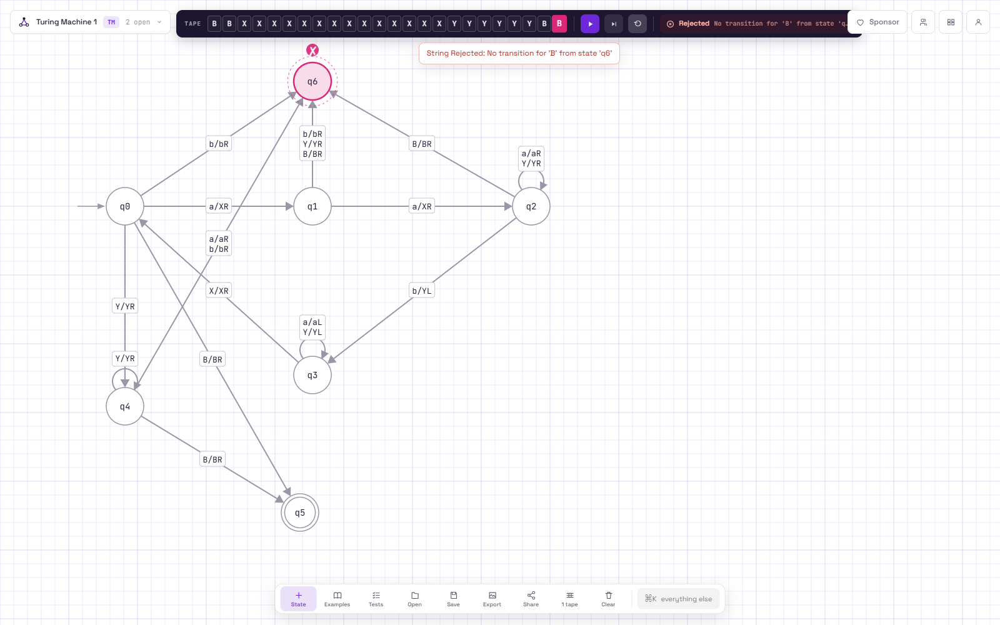 Turing Machine 1 TM 2 open
TAPE B B X X X X X X X X X X X X X X Y Y Y Y Y Y B B
Rejected No transition for 'B' from state 'q…
Sponsor
String Rejected: No transition for 'B' from state 'q6'
X
q6
b/bR
b/bR
Y/YR
B/BR
B/BR
a/aR
Y/YR
q0
a/XR
q1
a/XR
q2
a/aR
b/bR
X/XR
b/YL
Y/YR
a/aL
Y/YL
Y/YR
B/BR
q3
q4
B/BR
q5
State
Examples
Tests
Open
Save
Export
Share
1 tape
Clear
⌘K everything else